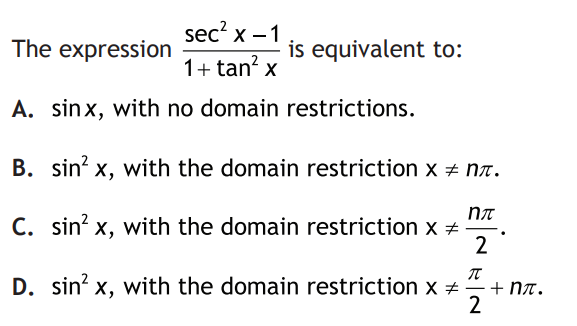 The expression (sec² x – 1)/(1 + tan² x) is equivalent to:
A. sin x, with no domain restrictions.
B. sin² x, with the domain restriction x ≠ nπ.
C. sin² x, with the domain restriction x ≠ nπ/2.
D. sin² x, with the domain restriction x ≠ π/2 + nπ.